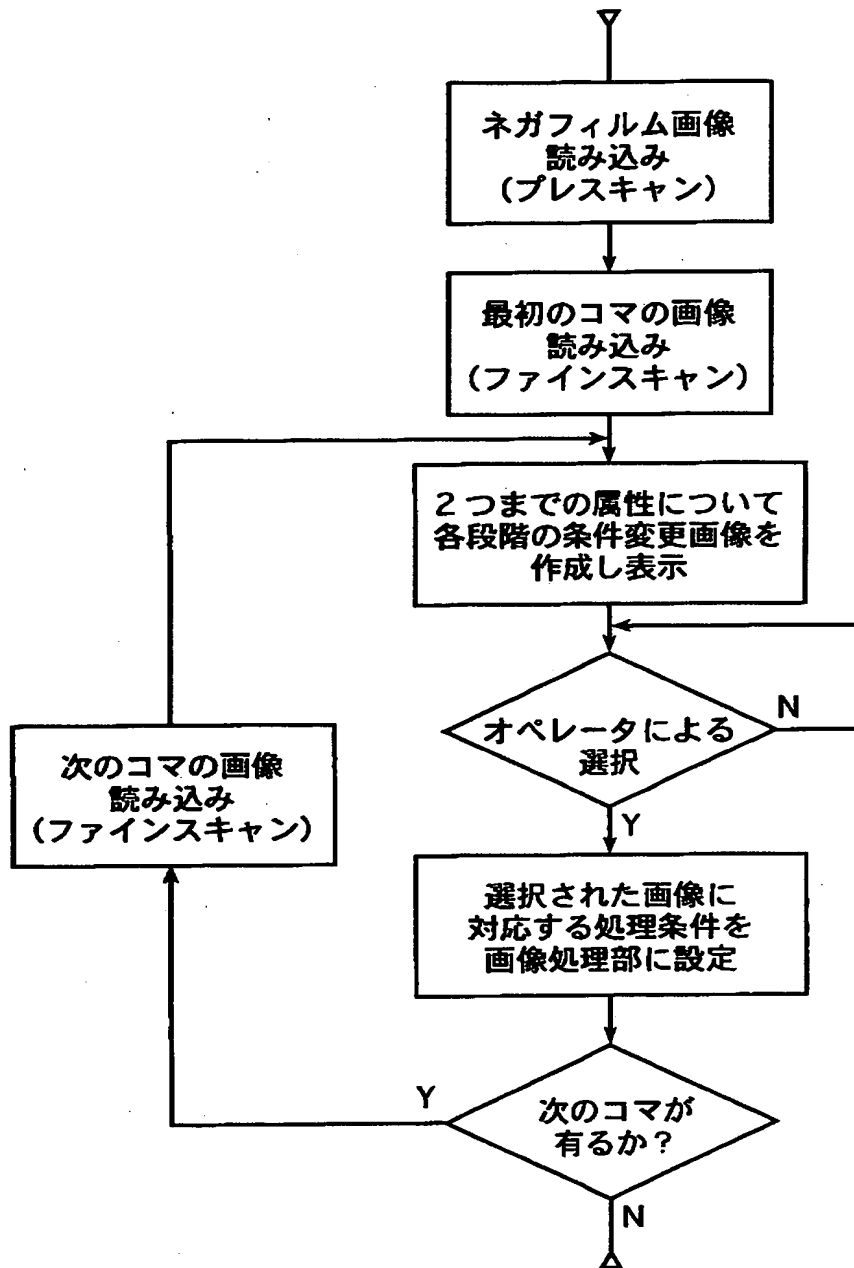 ネガフィルム画像
読み込み
(プレスキャン)
最初のコマの画像
読み込み
(ファインスキャン)
2つまでの属性について
各段階の条件変更画像を
作成し表示
オペレータによる
選択
N
Y
選択された画像に
対応する処理条件を
画像処理部に設定
次のコマが
有るか?
Y
N
次のコマの画像
読み込み
(ファインスキャン)